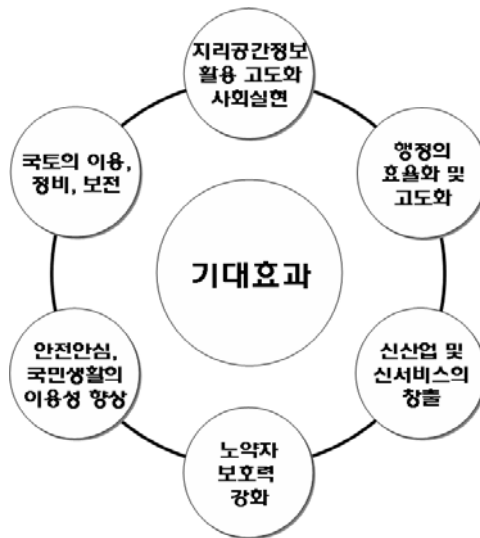 지리공간정보
활용 고도화
사회실현
국토의 이용,
정비, 보전
행정의
효율화 및
고도화
기대효과
안전안심,
국민생활의
이용성 향상
신산업 및
신서비스의
창출
노약자
보호력
강화